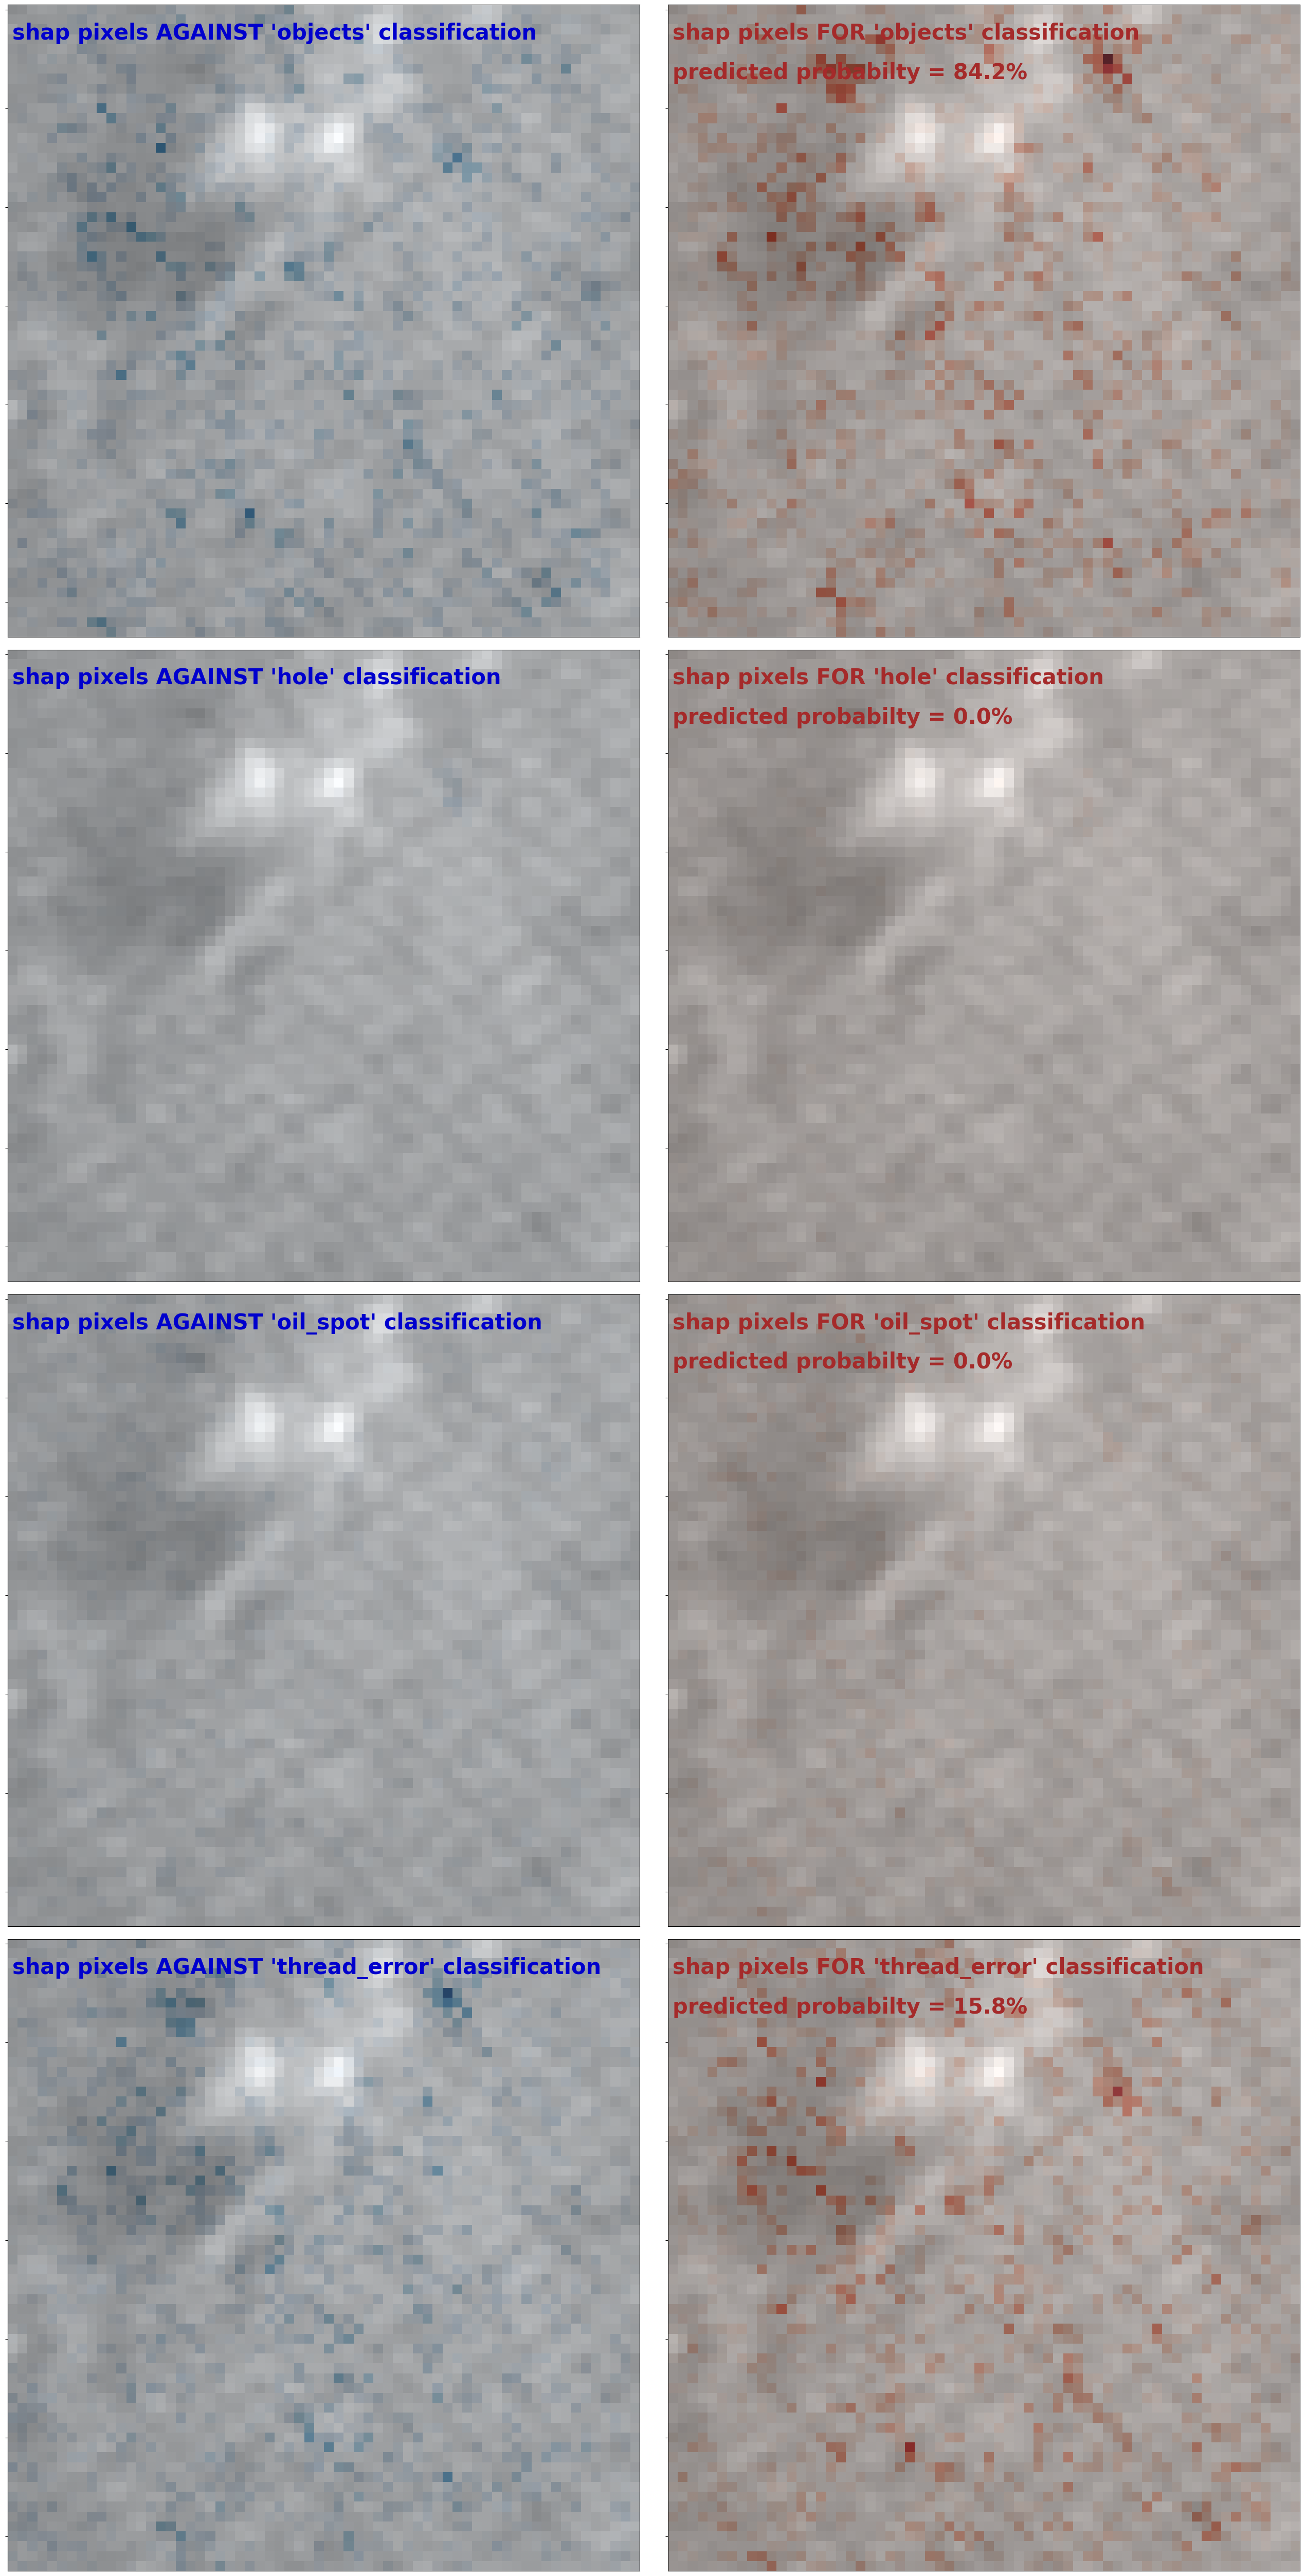 shap pixels AGAINST 'objects' classification
shap pixels FOR 'objects' classification
predicted probabilty = 84.2%
shap pixels AGAINST 'hole' classification
shap pixels FOR 'hole' classification
predicted probabilty = 0.0%
shap pixels AGAINST 'oil_spot' classification
shap pixels FOR 'oil_spot' classification
predicted probabilty = 0.0%
shap pixels AGAINST 'thread_error' classification
shap pixels FOR 'thread_error' classification
predicted probabilty = 15.8%